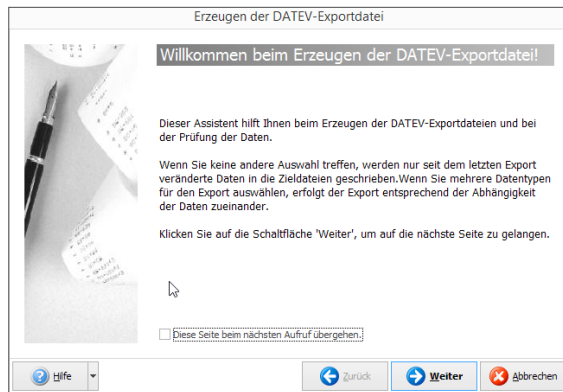 Erzeugen der DATEV-Exportdatei
Willkommen beim Erzeugen der DATEV-Exportdatei!
Dieser Assistent hilft Ihnen beim Erzeugen der DATEV-Exportdateien und bei
der Prüfung der Daten.
Wenn Sie keine andere Auswahl treffen, werden nur seit dem letzten Export
veränderte Daten in die Zieldateien geschrieben.Wenn Sie mehrere Datentypen
für den Export auswählen, erfolgt der Export entsprechend der Abhängigkeit
der Daten zueinander.
Klicken Sie auf die Schaltfläche 'Weiter', um auf die nächste Seite zu gelangen.
Diese Seite beim nächsten Aufruf übergehen.
Hilfe
Zurück
Weiter
Abbrechen